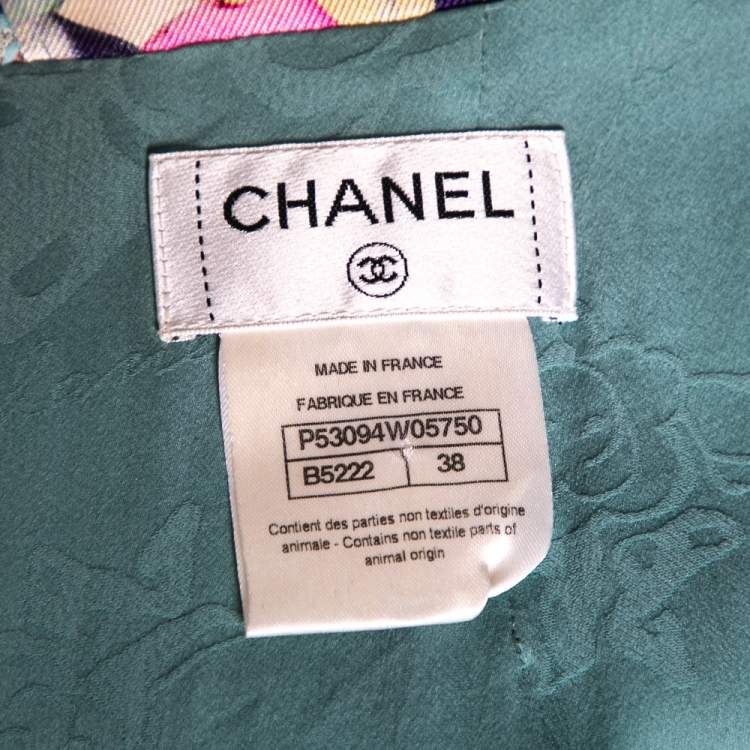 CHANEL
MADE IN FRANCE
FABRIQUE EN FRANCE
P53094W05750
B5222 38
Contient des parties non textiles d'origine
animale - Contains non textile parts of
animal origin